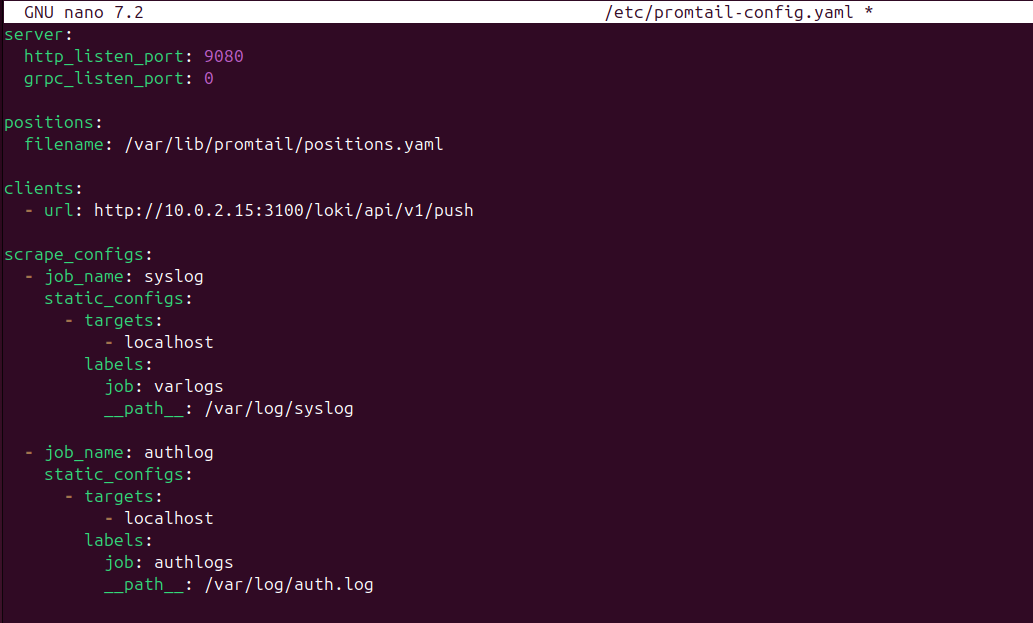 GNU nano 7.2 /etc/promtail-config.yaml *
server:
  http_listen_port: 9080
  grpc_listen_port: 0

positions:
  filename: /var/lib/promtail/positions.yaml

clients:
  - url: http://10.0.2.15:3100/loki/api/v1/push

scrape_configs:
  - job_name: syslog
    static_configs:
      - targets:
          - localhost
        labels:
          job: varlogs
          __path__: /var/log/syslog

  - job_name: authlog
    static_configs:
      - targets:
          - localhost
        labels:
          job: authlogs
          __path__: /var/log/auth.log